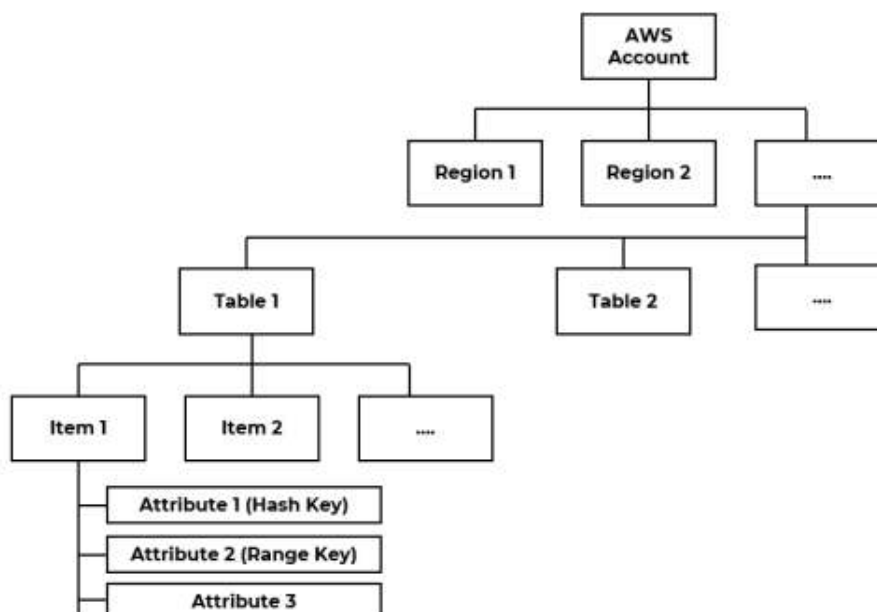 AWS
Account
Region 1
Region 2
....
Table 1
Table 2
....
Item 1
Item 2
....
Attribute 1 (Hash Key)
Attribute 2 (Range Key)
Attribute 3